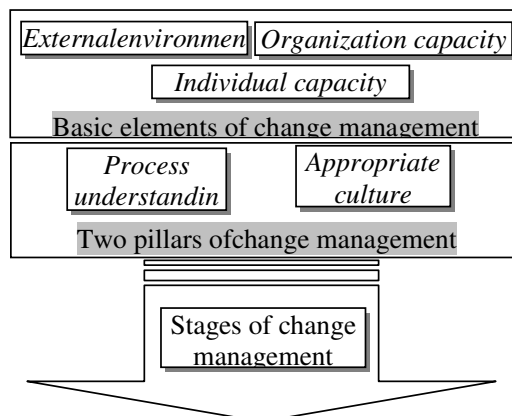 Externalenvironmen Organization capacity
Individual capacity
Basic elements of change management
Process Appropriate
understandin culture
Two pillars ofchange management
Stages of change
management